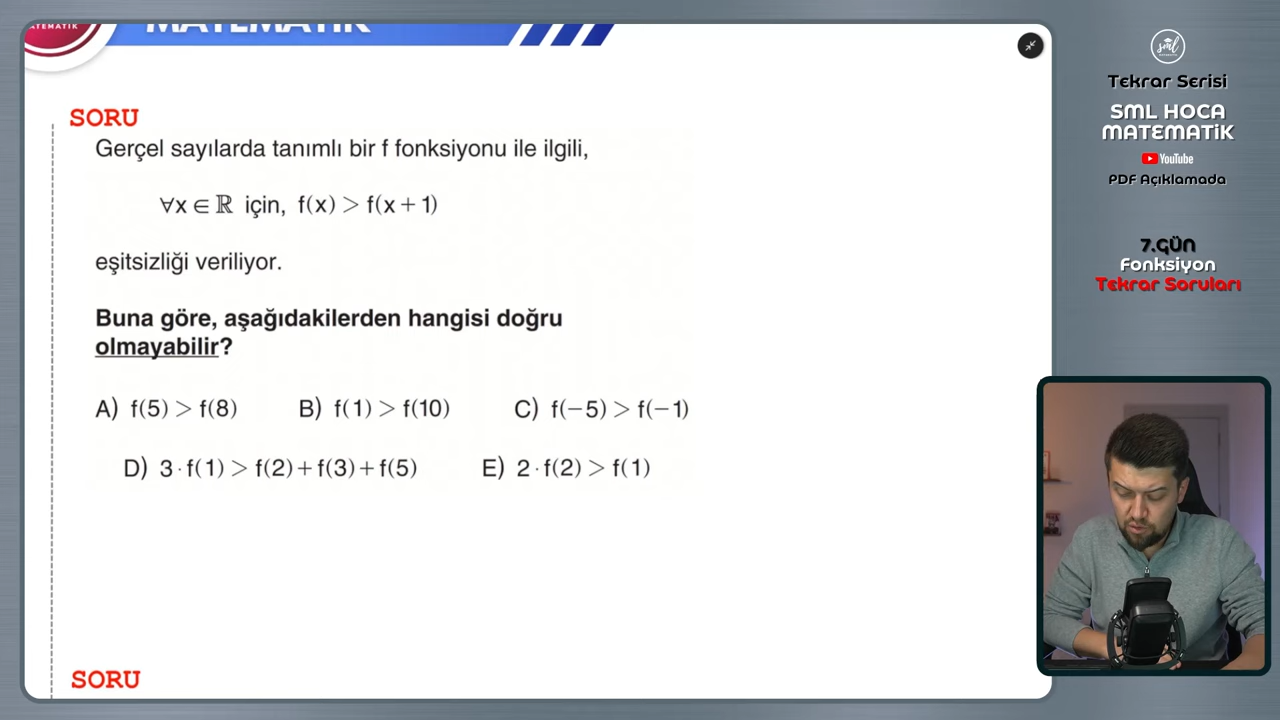 MATEMATİK
MATEMATİK
SORU
Gerçel sayılarda tanımlı bir f fonksiyonu ile ilgili,
∀x ∈ ℝ için, f(x) > f(x + 1)
eşitsizliği veriliyor.
Buna göre, aşağıdakilerden hangisi doğru
olmayabilir?
A) f(5) > f(8) B) f(1) > f(10) C) f(−5) > f(−1)
D) 3 · f(1) > f(2) + f(3) + f(5) E) 2 · f(2) > f(1)
SORU
sml
Tekrar Serisi
SML HOCA
MATEMATİK
YouTube
PDF Açıklamada
7.GÜN
Fonksiyon
Tekrar Soruları